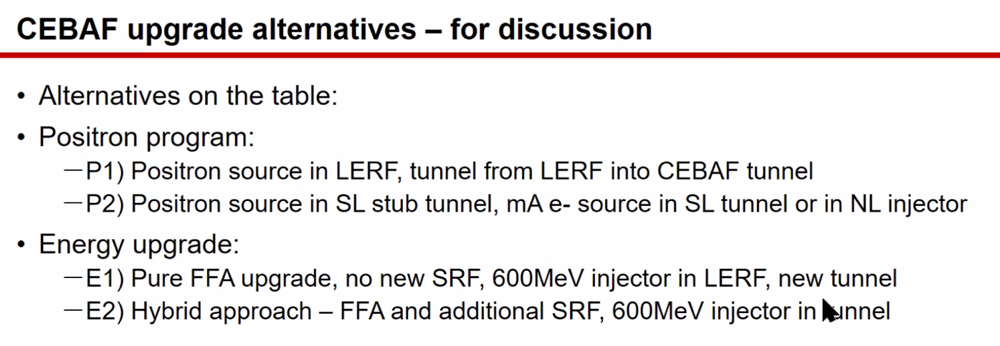 CEBAF upgrade alternatives – for discussion
• Alternatives on the table:
• Positron program:
—P1) Positron source in LERF, tunnel from LERF into CEBAF tunnel
—P2) Positron source in SL stub tunnel, mA e- source in SL tunnel or in NL injector
• Energy upgrade:
—E1) Pure FFA upgrade, no new SRF, 600MeV injector in LERF, new tunnel
—E2) Hybrid approach – FFA and additional SRF, 600MeV injector in tunnel